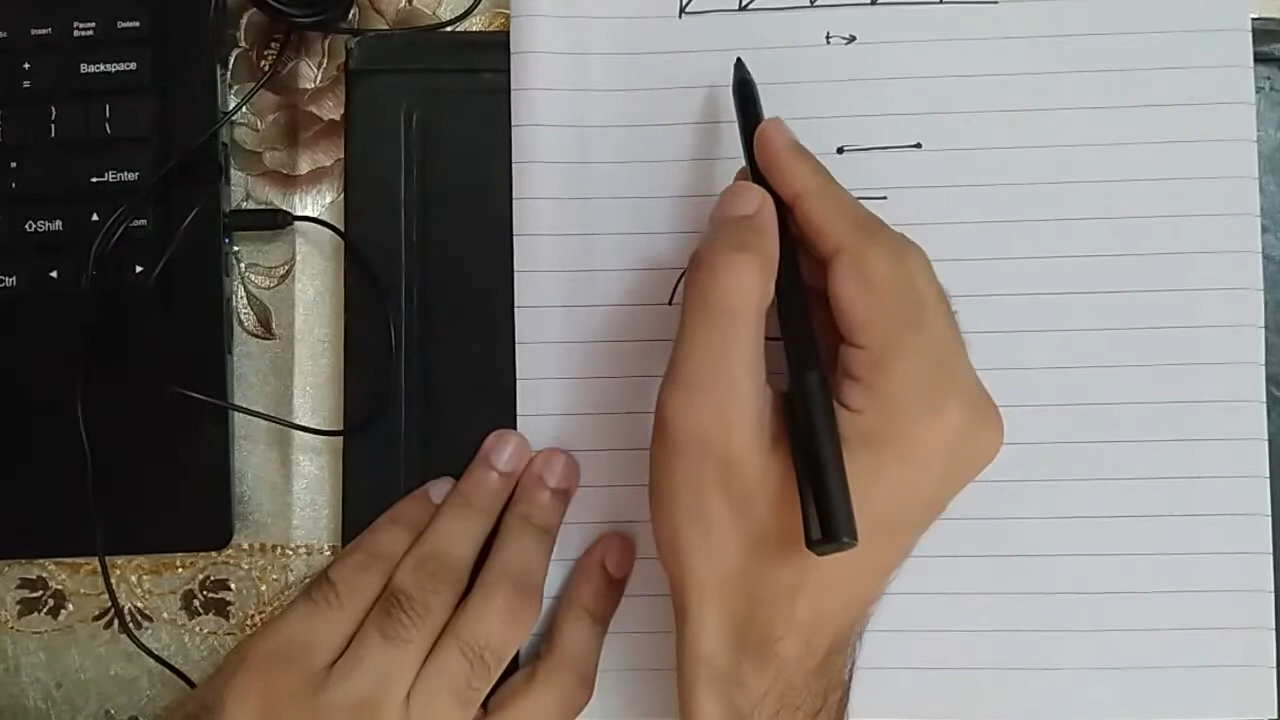 Insert Pause Break Delete
+ = Backspace
} ] | \
" ' Enter
Shift
Ctrl